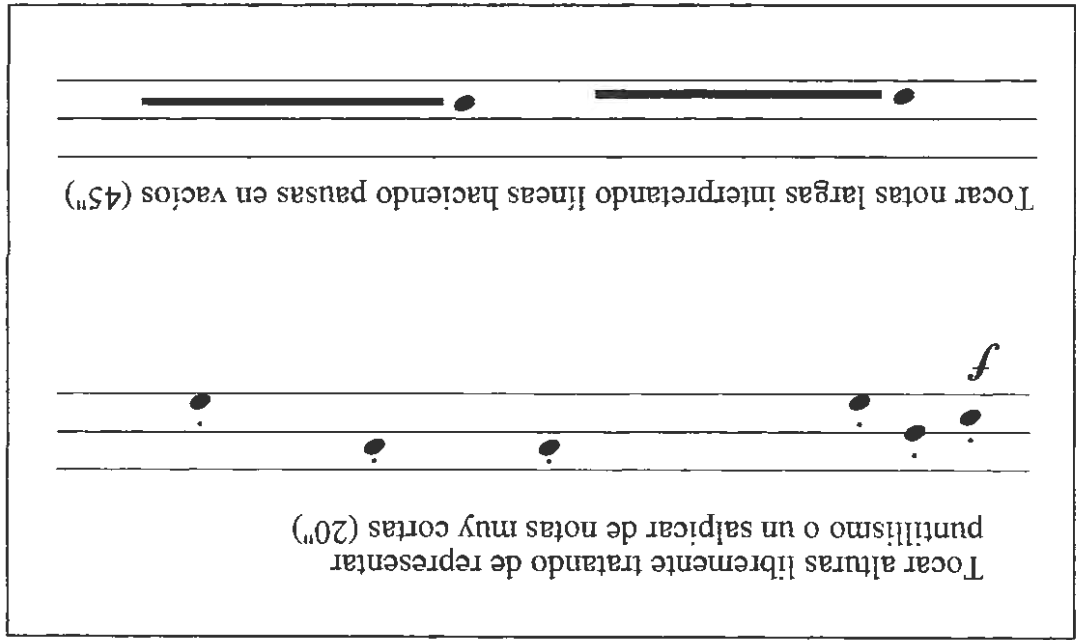 Tocar alturas libremente tratando de representar
puntillismo o un salpicar de notas muy cortas (20")
f
Tocar notas largas interpretando líneas haciendo pausas en vacíos (45")